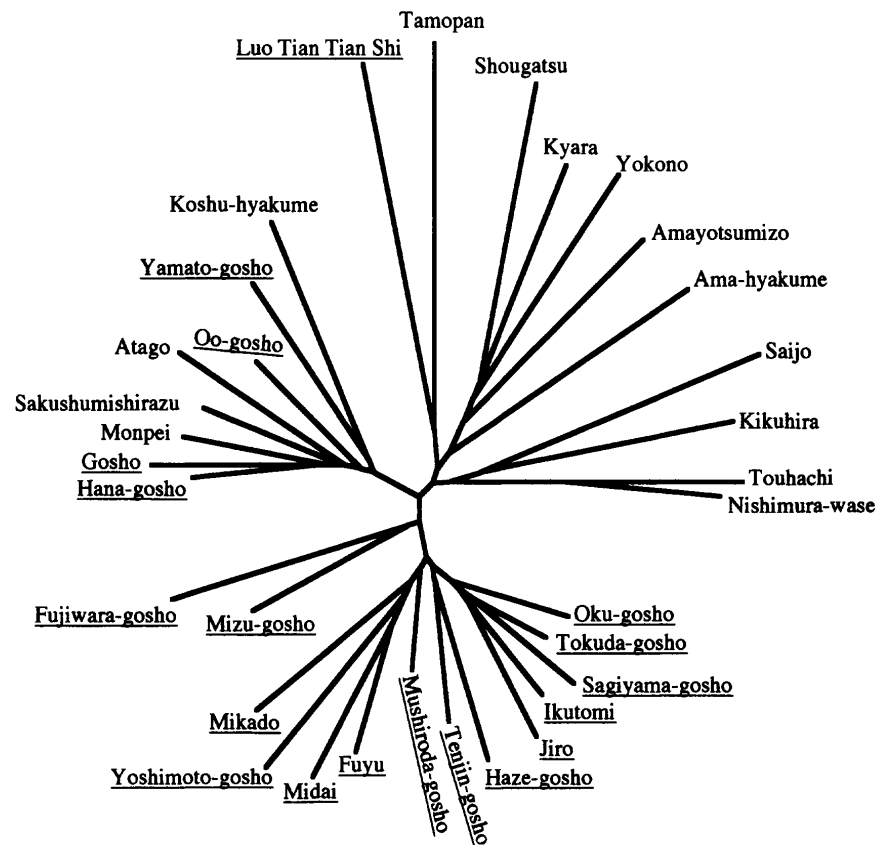 Tamopan
Luo Tian Tian Shi
Shougatsu
Kyara
Yokono
Koshu-hyakume
Amayotsumizo
Yamato-gosho
Ama-hyakume
Oo-gosho
Atago
Saijo
Sakushumishirazu
Kikuhira
Monpei
Gosho
Touhachi
Hana-gosho
Nishimura-wase
Fujiwara-gosho
Mizu-gosho
Oku-gosho
Tokuda-gosho
Sagiyama-gosho
Ikutomi
Mikado
Jiro
Yoshimoto-gosho
Midai
Fuyu
Mushiroda-gosho
Tenjin-gosho
Haze-gosho